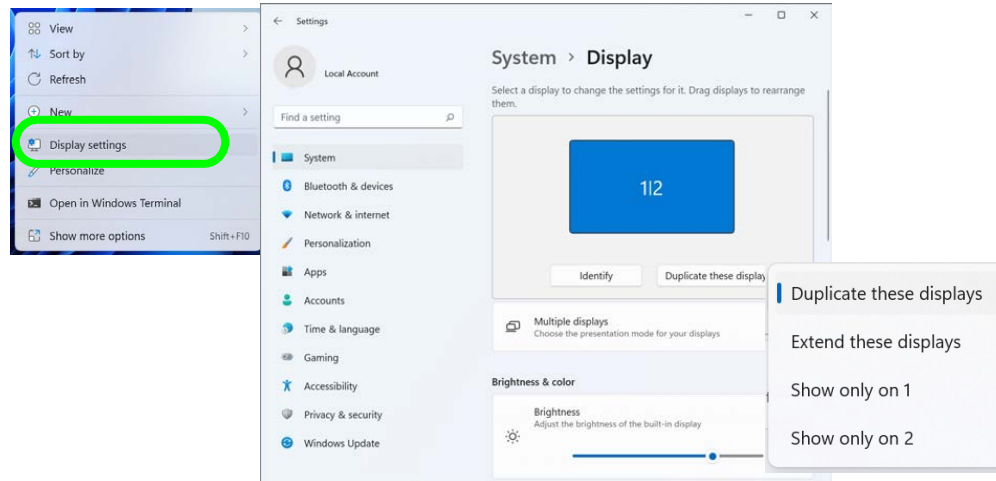 View
Sort by
Refresh
New
Display settings
Personalize
Open in Windows Terminal
Show more options Shift+F10
Settings
Local Account
Find a setting
System
Bluetooth & devices
Network & internet
Personalization
Apps
Accounts
Time & language
Gaming
Accessibility
Privacy & security
Windows Update
System > Display
Select a display to change the settings for it. Drag displays to rearrange
them.
1|2
Identify
Duplicate these display
Multiple displays
Choose the presentation mode for your displays
Brightness & color
Brightness
Adjust the brightness of the built-in display
Duplicate these displays
Extend these displays
Show only on 1
Show only on 2